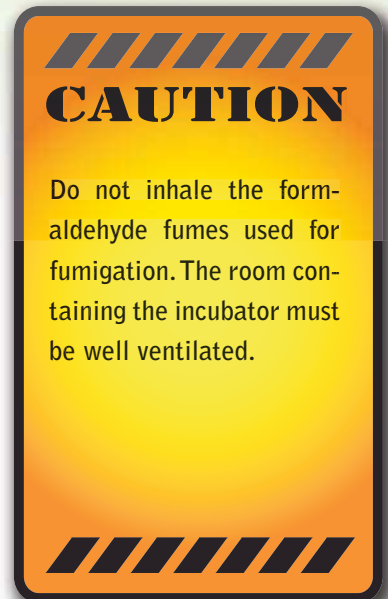 CAUTION
Do not inhale the form-
aldehyde fumes used for
fumigation. The room con-
taining the incubator must
be well ventilated.